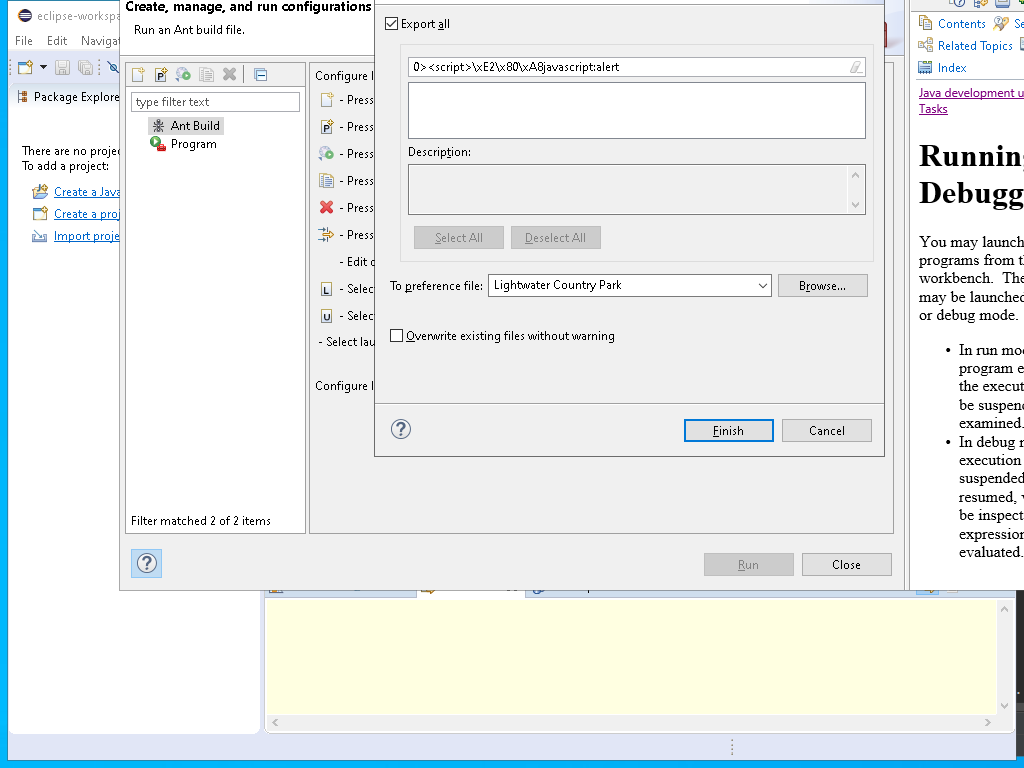 eclipse-workspa
File Edit Navigat
Package Explore
There are no projec
To add a project:
Create a Java
Create a proj
Import proje
Create, manage, and run configurations
Run an Ant build file.
type filter text
Ant Build
Program
Filter matched 2 of 2 items
Configure l
- Press
- Press
- Press
- Press
- Press
- Press
- Edit o
- Selec
- Selec
- Select lau
Configure l
Export all
0><script>\xE2\x80\xA8javascript:alert
Description:
Select All Deselect All
To preference file: Lightwater Country Park Browse...
Overwrite existing files without warning
Finish Cancel
Run Close
Contents Se
Related Topics
Index
Java development u
Tasks
Running
Debugg
You may launch
programs from th
workbench. The
may be launched
or debug mode.
• In run mod
program e
the execut
be suspend
examined.
• In debug m
execution
suspended
resumed, v
be inspect
expression
evaluated.